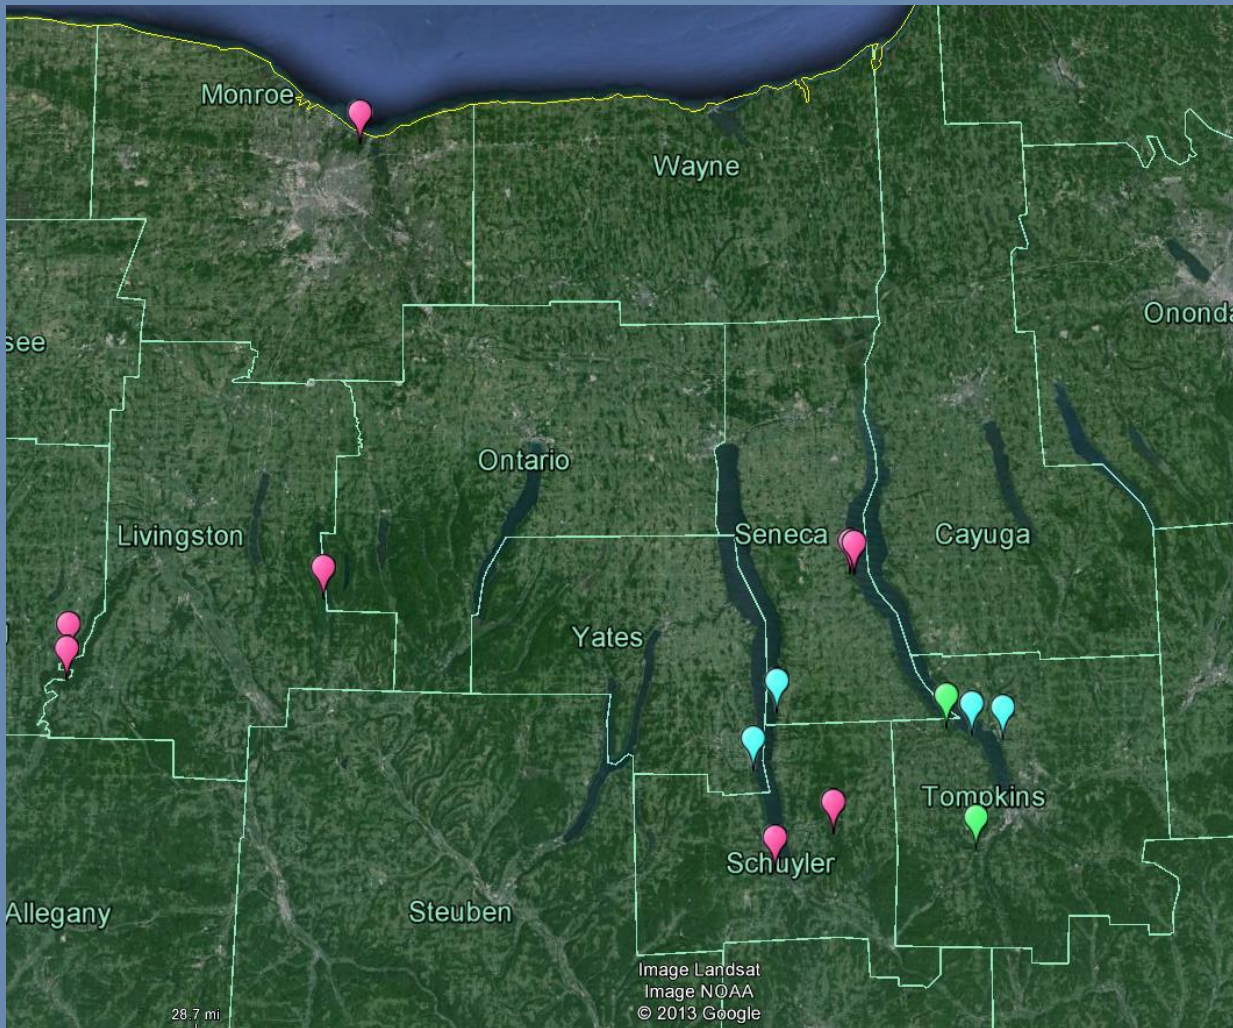 Monroe
Wayne
Ononda
see
Ontario
Livingston
Seneca
Cayuga
Yates
Tompkins
Schuyler
Allegany
Steuben
Image Landsat
Image NOAA
© 2013 Google
28.7 mi